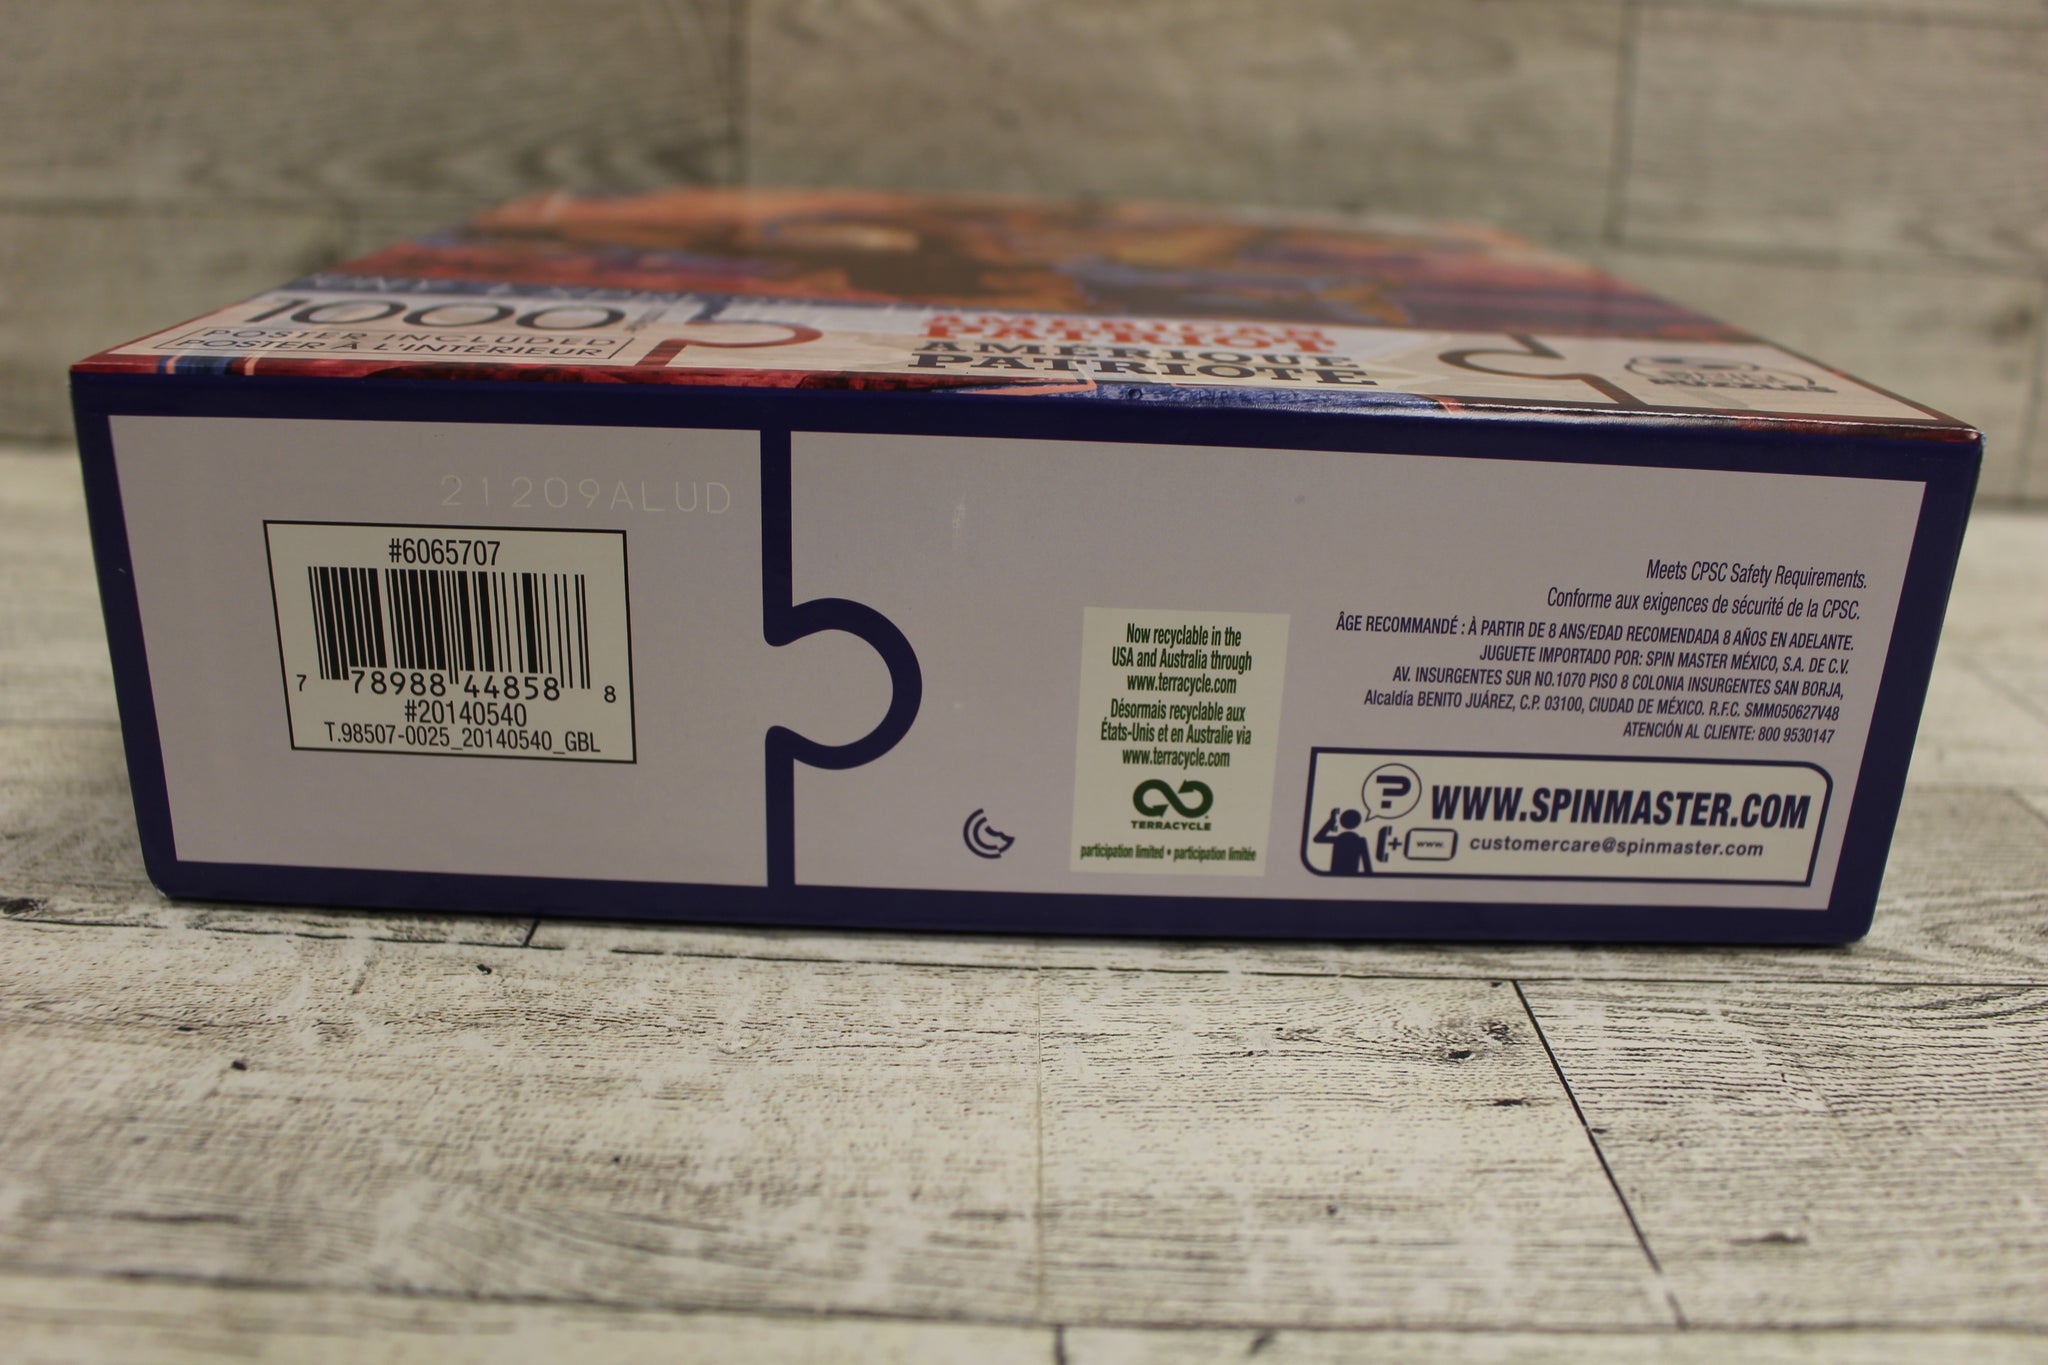 1000
POSTER INCLUDED
POSTER À L'INTÉRIEUR
AMERICAN
PATRIOT
AMÉRIQUE
PATRIOTE
PUZZLES
21209ALUD
#6065707
7 78988 44858 8
#20140540
T.98507-0025_20140540_GBL
Now recyclable in the
USA and Australia through
www.terracycle.com
Désormais recyclable aux
États-Unis et en Australie via
www.terracycle.com
TERRACYCLE
participation limited • participation limitée
Meets CPSC Safety Requirements.
Conforme aux exigences de sécurité de la CPSC.
ÂGE RECOMMANDÉ : À PARTIR DE 8 ANS/EDAD RECOMENDADA 8 AÑOS EN ADELANTE.
JUGUETE IMPORTADO POR: SPIN MASTER MÉXICO, S.A. DE C.V.
AV. INSURGENTES SUR NO.1070 PISO 8 COLONIA INSURGENTES SAN BORJA,
Alcaldía BENITO JUÁREZ, C.P. 03100, CIUDAD DE MÉXICO. R.F.C. SMM050627V48
ATENCIÓN AL CLIENTE: 800 9530147
?
WWW.SPINMASTER.COM
+ www. customercare@spinmaster.com